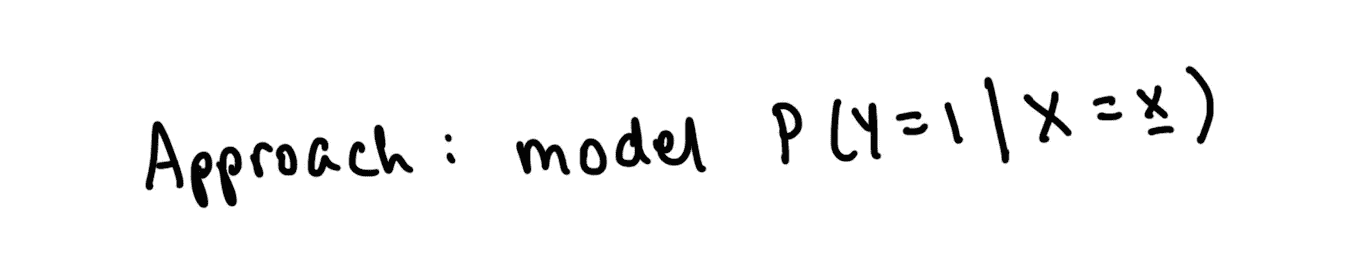 Approach: model P(Y=1 | X = x̲)